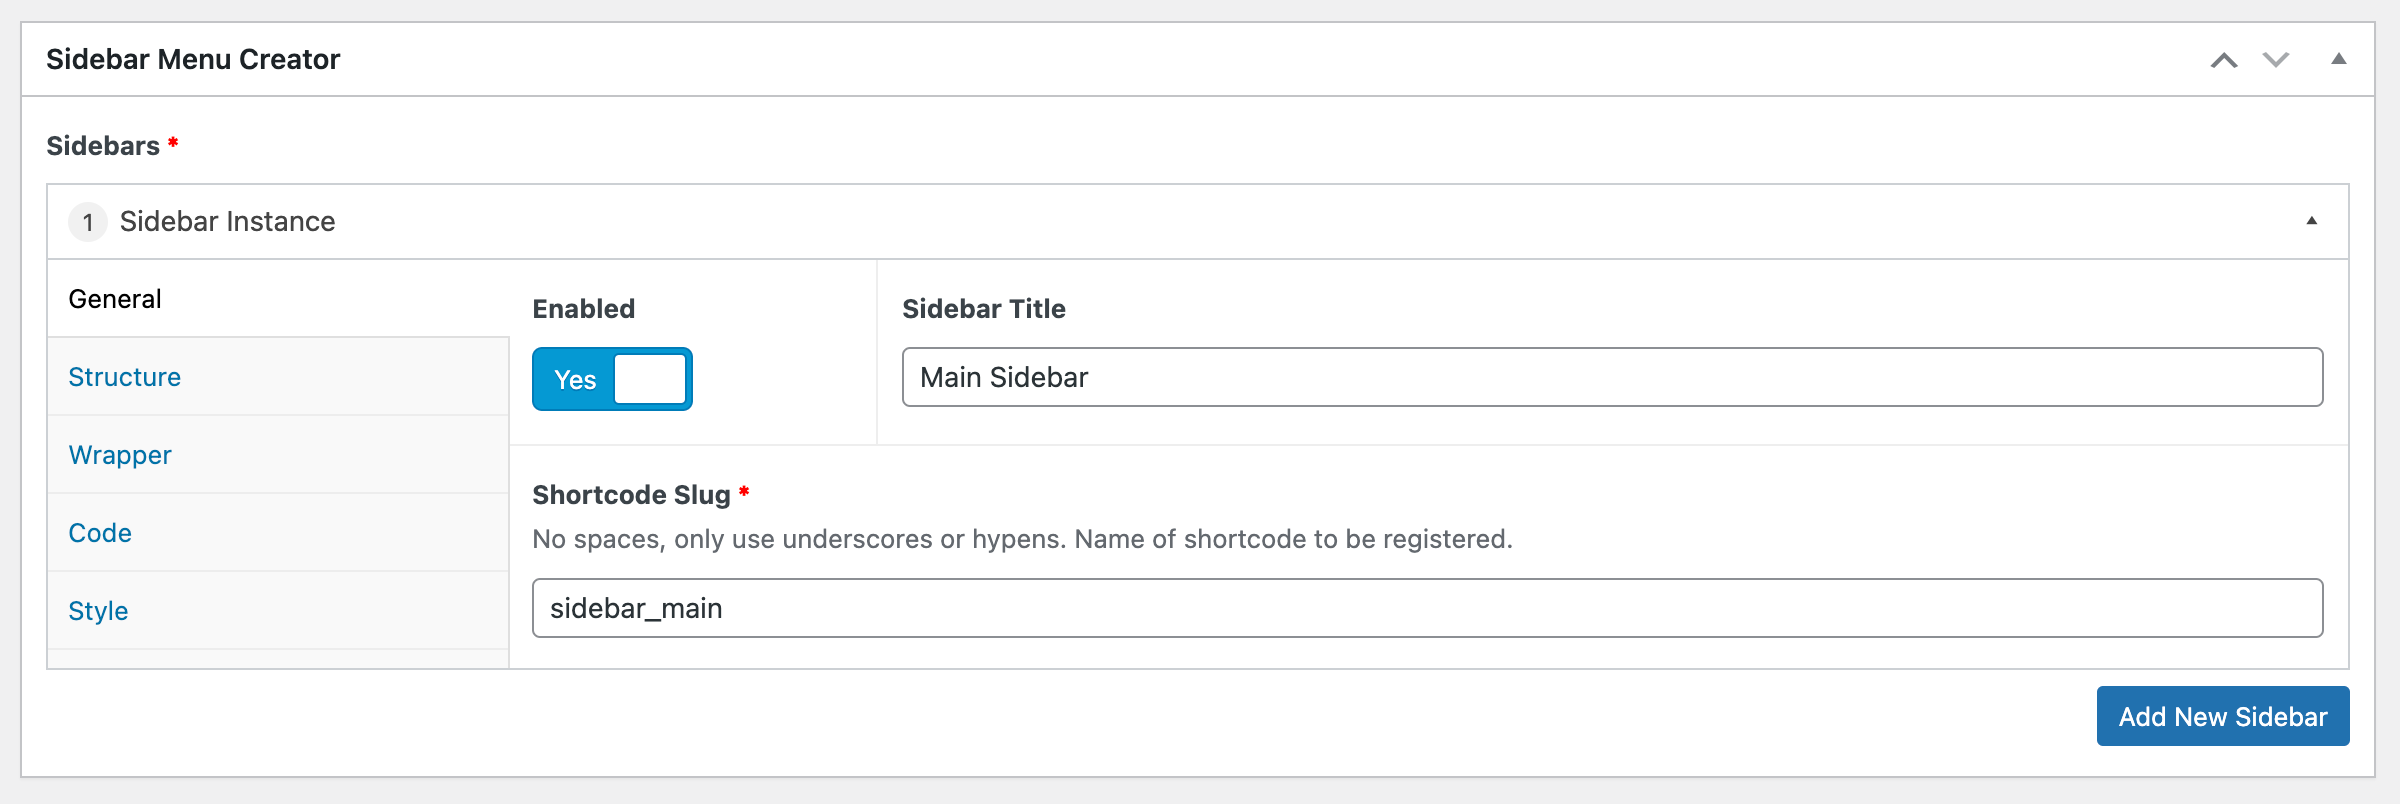 Sidebar Menu Creator
Sidebars *
1 Sidebar Instance
General
Structure
Wrapper
Code
Style
Enabled
Yes
Sidebar Title
Main Sidebar
Shortcode Slug *
No spaces, only use underscores or hypens. Name of shortcode to be registered.
sidebar_main
Add New Sidebar